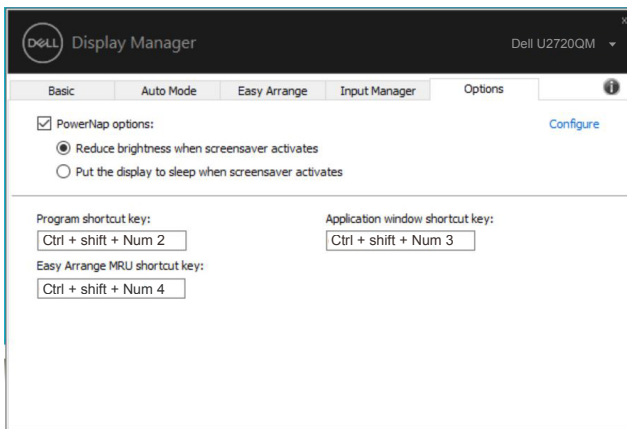 DELL Display Manager
x
Dell U2720QM
Basic Auto Mode Easy Arrange Input Manager Options
PowerNap options:
Configure
Reduce brightness when screensaver activates
Put the display to sleep when screensaver activates
Program shortcut key:
Application window shortcut key:
Ctrl + shift + Num 2
Ctrl + shift + Num 3
Easy Arrange MRU shortcut key:
Ctrl + shift + Num 4